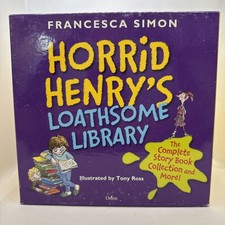 FRANCESCA SIMON
HORRiD
HENRY'S
LOATHSOME
LIBRARY
The
Complete
Story Book
Collection and
More!
Illustrated by Tony Ross
Orion